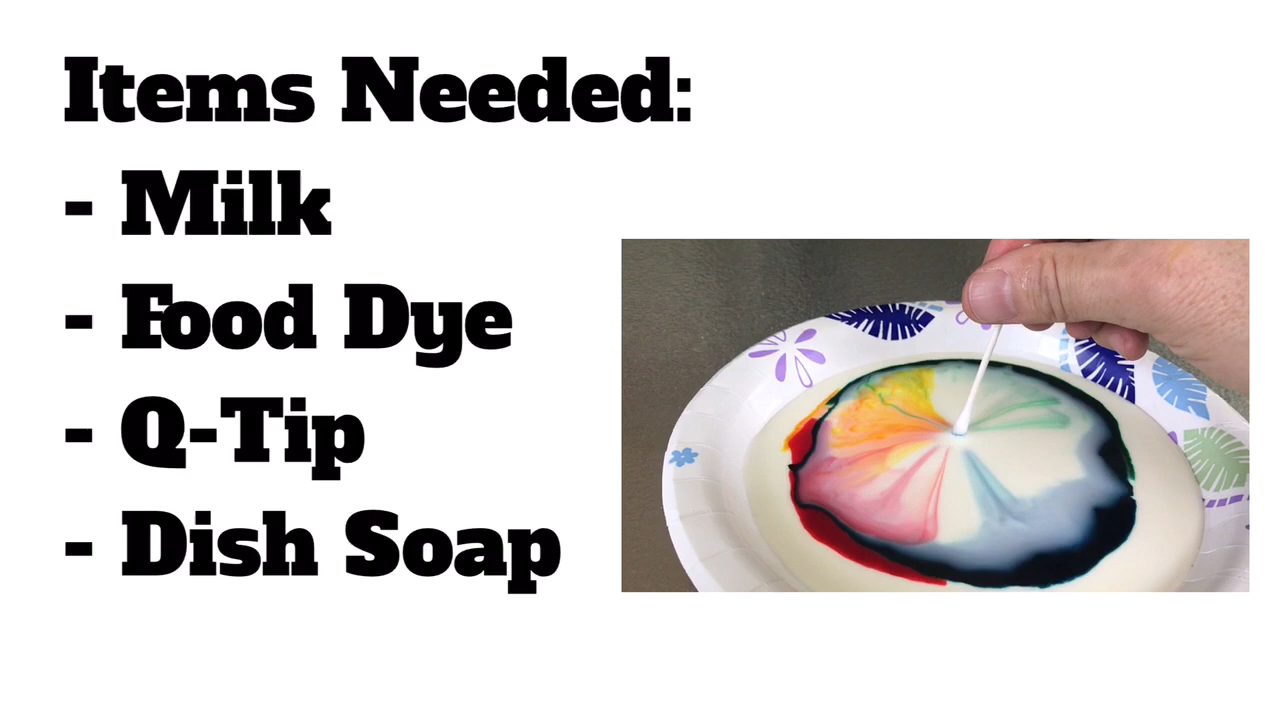 Items Needed:
- Milk
- Food Dye
- Q-Tip
- Dish Soap